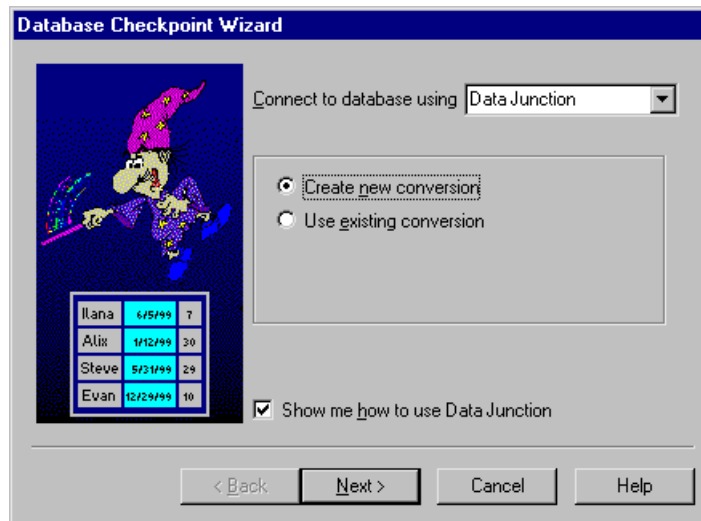 Database Checkpoint Wizard
Connect to database using Data Junction
Create new conversion
Use existing conversion
Ilana 6/5/99 7
Alix 1/12/99 30
Steve 5/31/99 29
Evan 12/29/99 10
Show me how to use Data Junction
< Back Next > Cancel Help